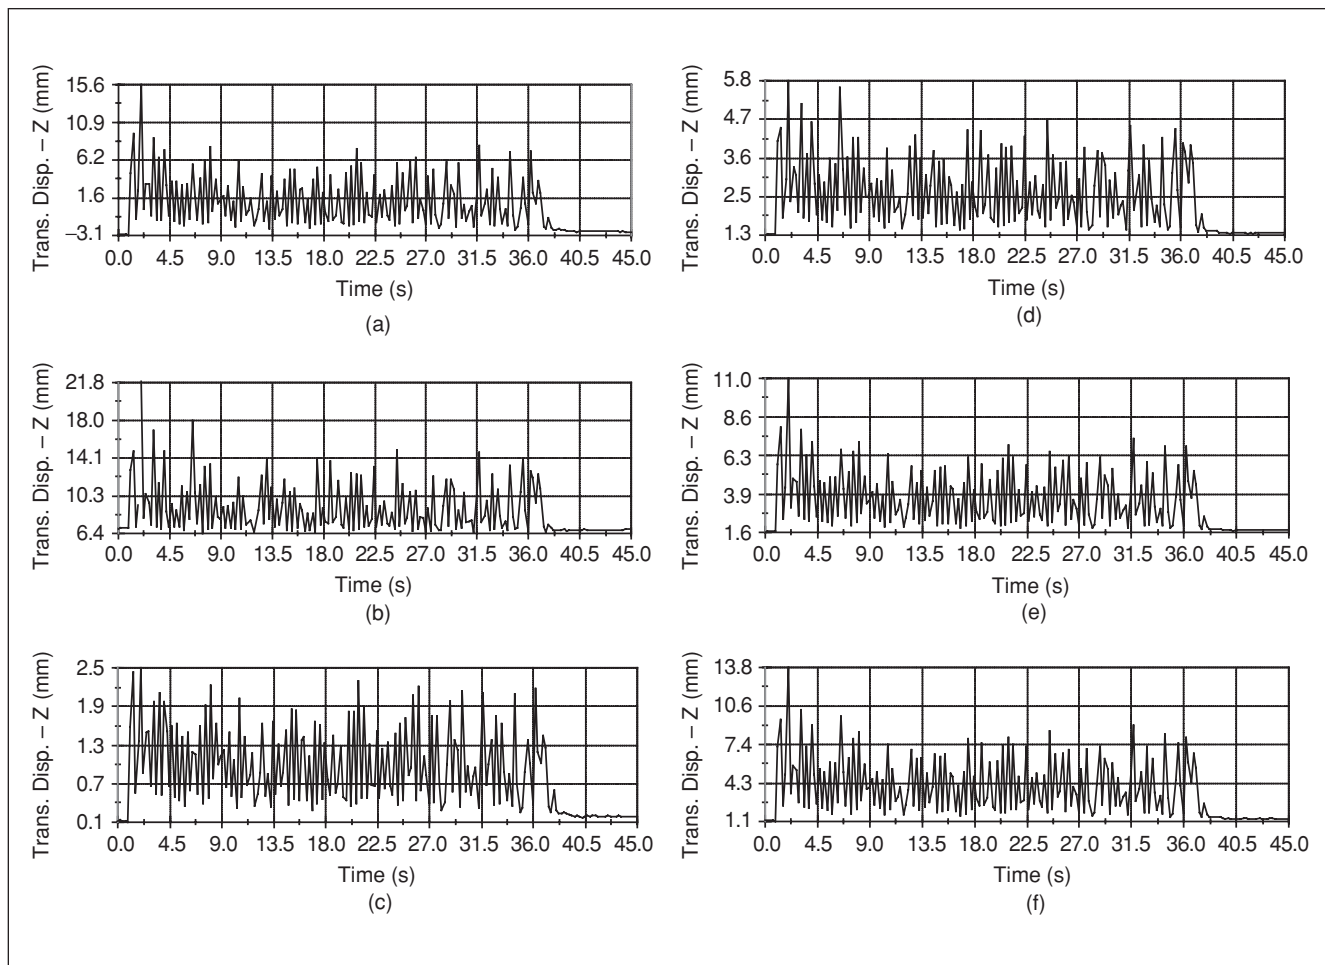 Trans. Disp. – Z (mm)
15.6
10.9
6.2
1.6
–3.1
0.0 4.5 9.0 13.5 18.0 22.5 27.0 31.5 36.0 40.5 45.0
Time (s)
(a)
Trans. Disp. – Z (mm)
21.8
18.0
14.1
10.3
6.4
0.0 4.5 9.0 13.5 18.0 22.5 27.0 31.5 36.0 40.5 45.0
Time (s)
(b)
Trans. Disp. – Z (mm)
2.5
1.9
1.3
0.7
0.1
0.0 4.5 9.0 13.5 18.0 22.5 27.0 31.5 36.0 40.5 45.0
Time (s)
(c)
Trans. Disp. – Z (mm)
5.8
4.7
3.6
2.5
1.3
0.0 4.5 9.0 13.5 18.0 22.5 27.0 31.5 36.0 40.5 45.0
Time (s)
(d)
Trans. Disp. – Z (mm)
11.0
8.6
6.3
3.9
1.6
0.0 4.5 9.0 13.5 18.0 22.5 27.0 31.5 36.0 40.5 45.0
Time (s)
(e)
Trans. Disp. – Z (mm)
13.8
10.6
7.4
4.3
1.1
0.0 4.5 9.0 13.5 18.0 22.5 27.0 31.5 36.0 40.5 45.0
Time (s)
(f)